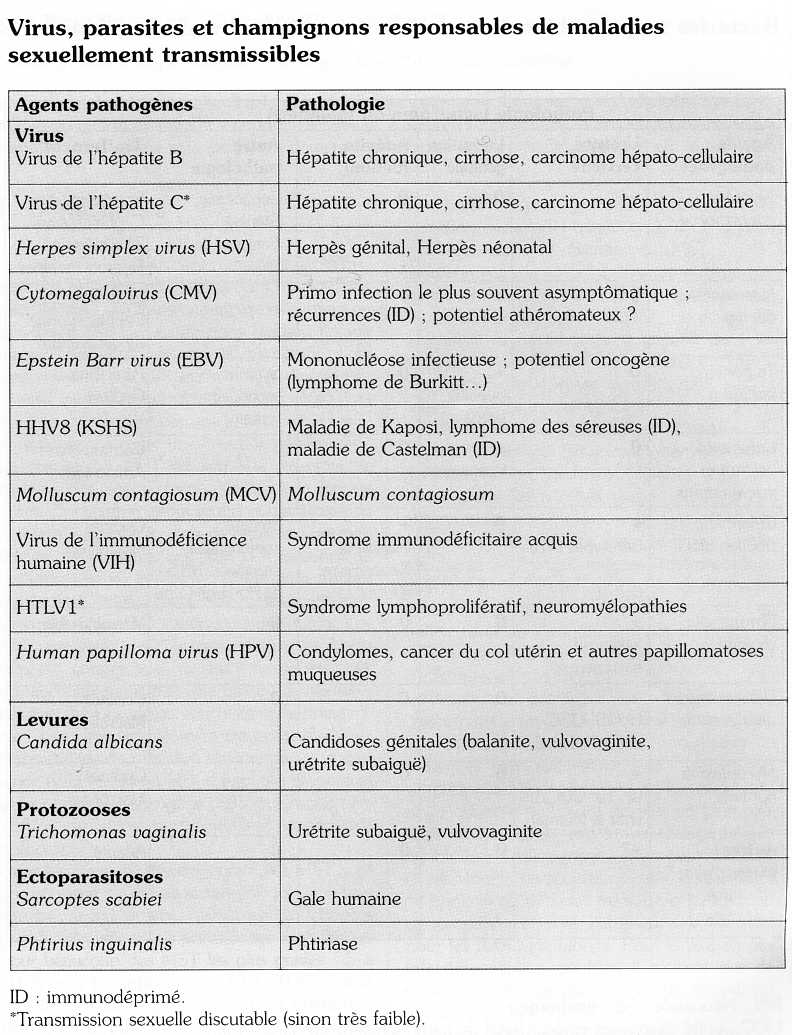 Virus, parasites et champignons responsables de maladies
sexuellement transmissibles
Agents pathogènes
Pathologie
Virus
Virus de l'hépatite B
Hépatite chronique, cirrhose, carcinome hépato-cellulaire
Virus de l'hépatite C*
Hépatite chronique, cirrhose, carcinome hépato-cellulaire
Herpes simplex virus (HSV)
Herpès génital, Herpès néonatal
Cytomegalovirus (CMV)
Primo infection le plus souvent asymptômatique ;
récurrences (ID) ; potentiel athéromateux ?
Epstein Barr virus (EBV)
Mononucléose infectieuse ; potentiel oncogène
(lymphome de Burkitt...)
HHV8 (KSHS)
Maladie de Kaposi, lymphome des séreuses (ID),
maladie de Castelman (ID)
Molluscum contagiosum (MCV)
Molluscum contagiosum
Virus de l'immunodéficience
humaine (VIH)
Syndrome immunodéficitaire acquis
HTLV1*
Syndrome lymphoprolifératif, neuromyélopathies
Human papilloma virus (HPV)
Condylomes, cancer du col utérin et autres papillomatoses
muqueuses
Levures
Candida albicans
Candidoses génitales (balanite, vulvovaginite,
urétrite subaiguë)
Protozooses
Trichomonas vaginalis
Urétrite subaiguë, vulvovaginite
Ectoparasitoses
Sarcoptes scabiei
Gale humaine
Phtirius inguinalis
Phtiriase
ID : immunodéprimé.
*Transmission sexuelle discutable (sinon très faible).